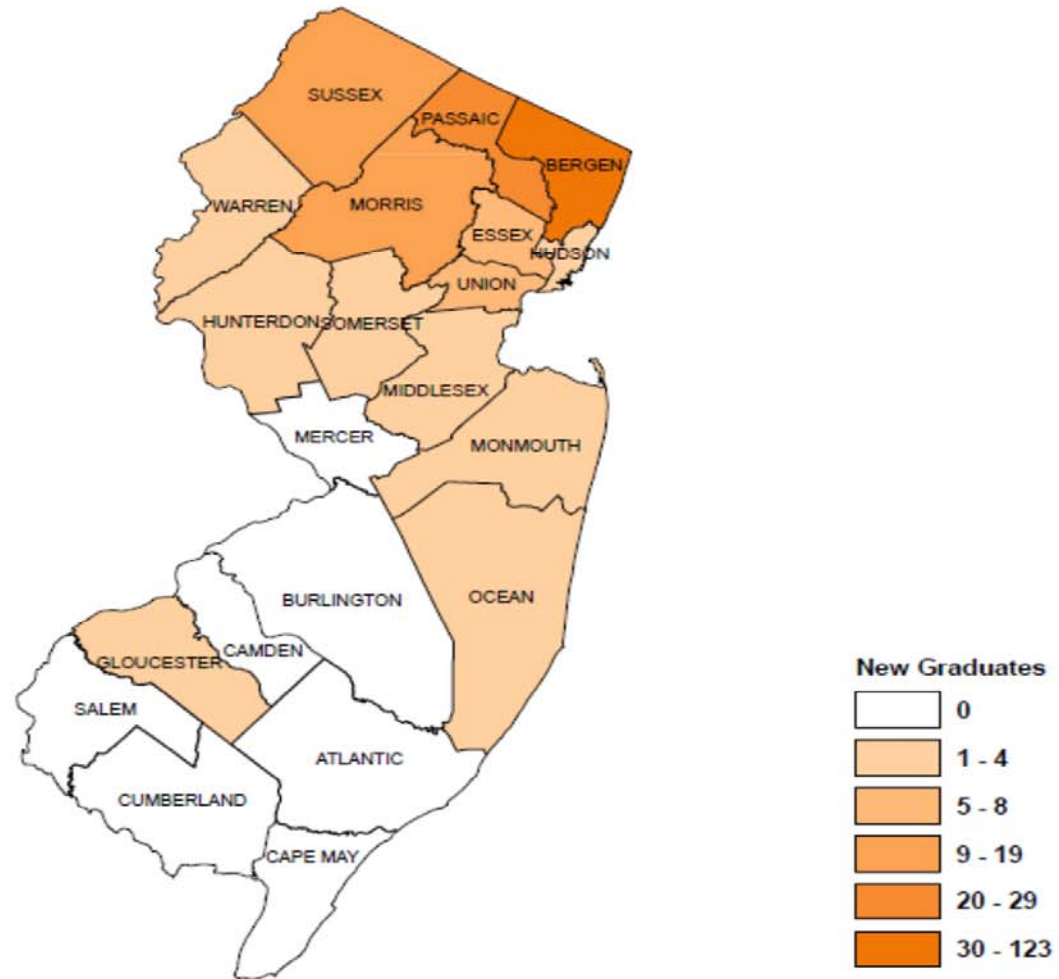 SUSSEX
PASSAIC
BERGEN
WARREN
MORRIS
ESSEX
HUDSON
UNION
HUNTERDON
SOMERSET
MIDDLESEX
MERCER
MONMOUTH
OCEAN
BURLINGTON
CAMDEN
GLOUCESTER
SALEM
ATLANTIC
CUMBERLAND
CAPE MAY
New Graduates
0
1 - 4
5 - 8
9 - 19
20 - 29
30 - 123